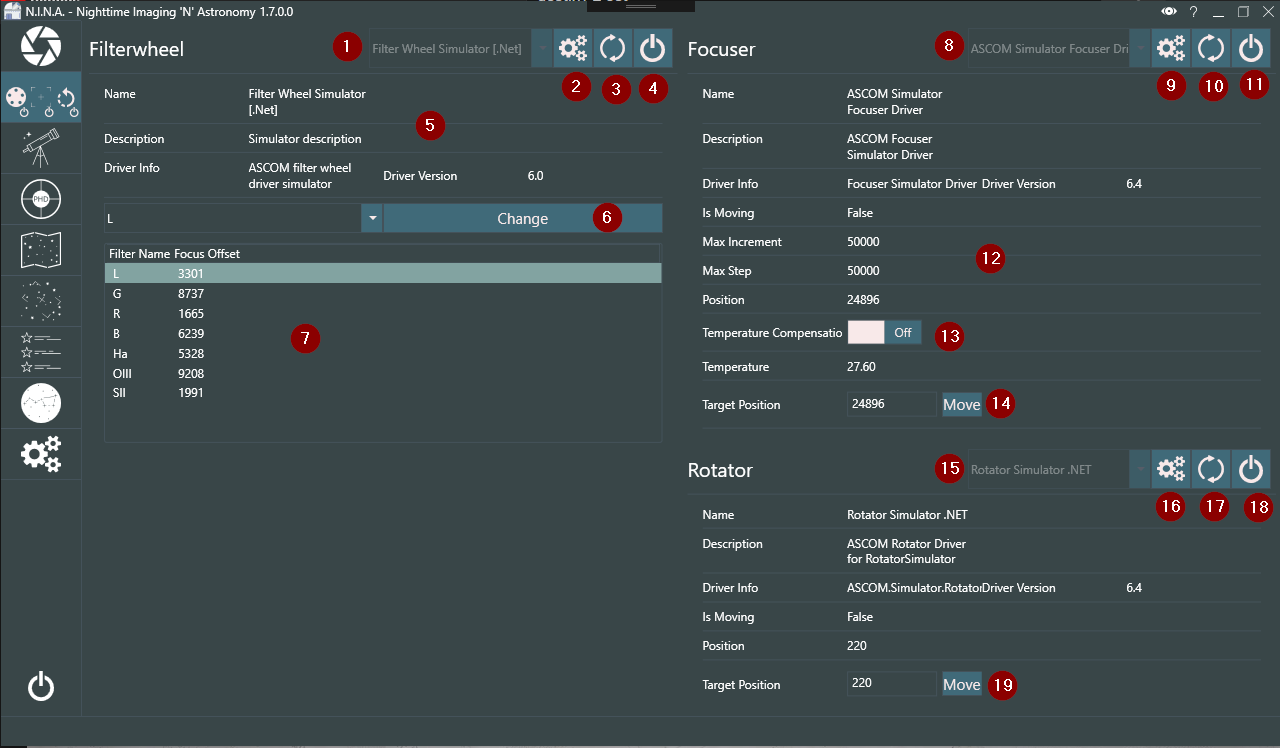 N.I.N.A. - Nighttime Imaging 'N' Astronomy 1.7.0.0
?
PHD
Filterwheel
1
Filter Wheel Simulator [.Net]
2
3
4
Name
Filter Wheel Simulator
[.Net]
5
Description
Simulator description
Driver Info
ASCOM filter wheel
driver simulator
Driver Version
6.0
L
Change
6
Filter Name Focus Offset
L 3301
G 8737
R 1665
B 6239
Ha 5328
OIII 9208
SII 1991
7
Focuser
8
ASCOM Simulator Focuser Dri
9
10
11
Name
ASCOM Simulator
Focuser Driver
Description
ASCOM Focuser
Simulator Driver
Driver Info
Focuser Simulator Driver
Driver Version
6.4
Is Moving
False
Max Increment
50000
Max Step
50000
12
Position
24896
Temperature Compensatio
Off
13
Temperature
27.60
Target Position
24896
Move
14
Rotator
15
Rotator Simulator .NET
16
17
18
Name
Rotator Simulator .NET
Description
ASCOM Rotator Driver
for RotatorSimulator
Driver Info
ASCOM.Simulator.Rotato
Driver Version
6.4
Is Moving
False
Position
220
Target Position
220
Move
19